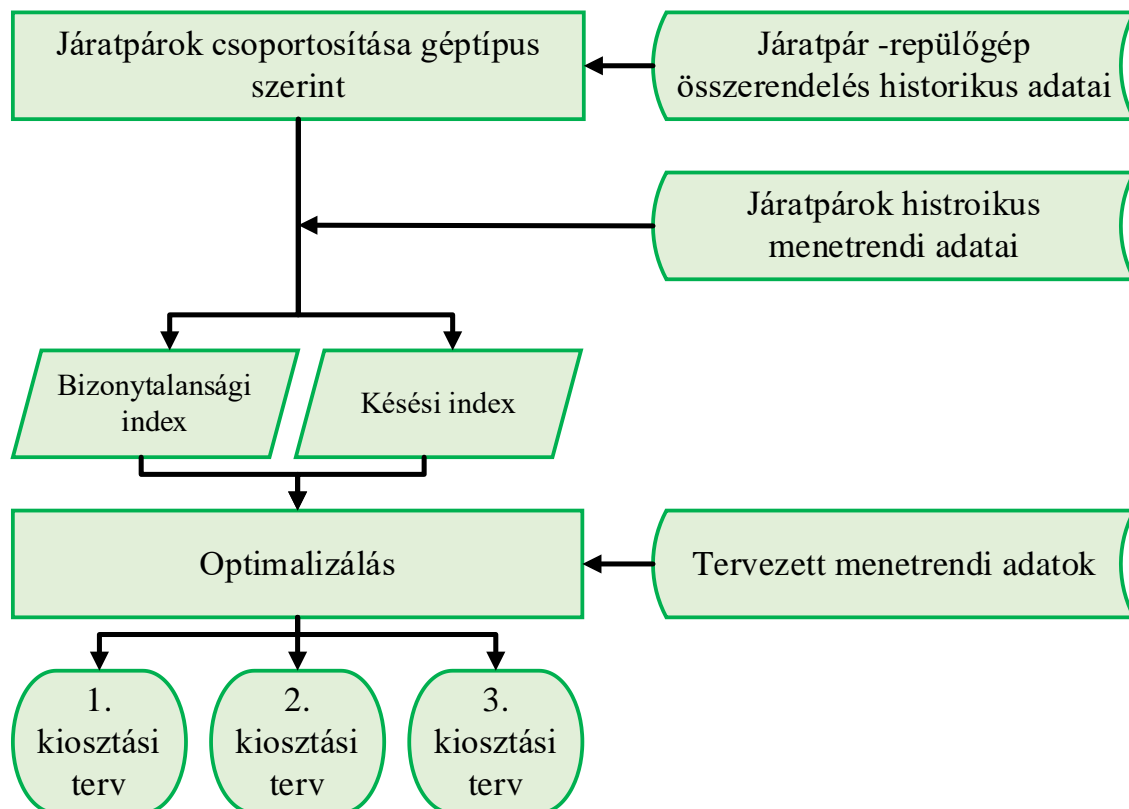 Járatpárok csoportosítása géptípus
szerint
Járatpár -repülőgép
összerendelés historikus adatai
Járatpárok histroikus
menetrendi adatai
Bizonytalansági
index
Késési index
Optimalizálás
Tervezett menetrendi adatok
1.
kiosztási
terv
2.
kiosztási
terv
3.
kiosztási
terv